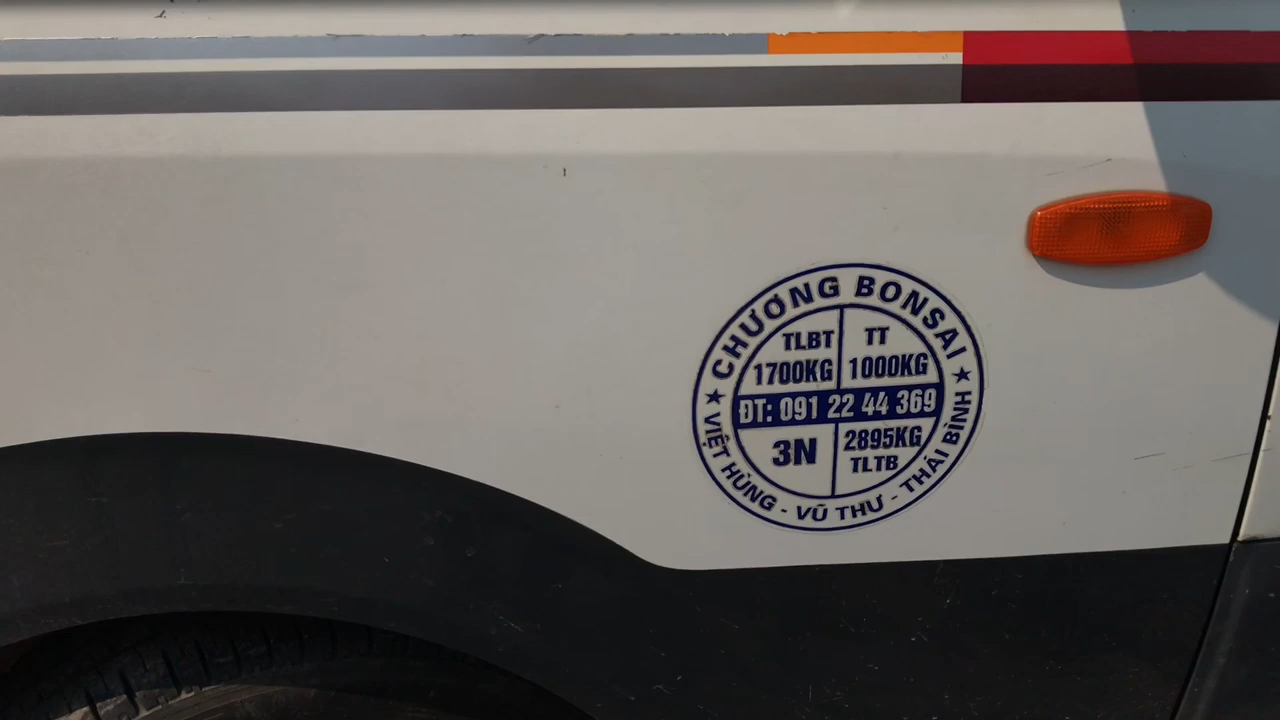 CHƯƠNG BONSAI
TLBT
1700KG
TT
1000KG
ĐT: 091 22 44 369
3N
2895KG
TLTB
★ VIỆT HÙNG - VŨ THƯ - THÁI BÌNH ★